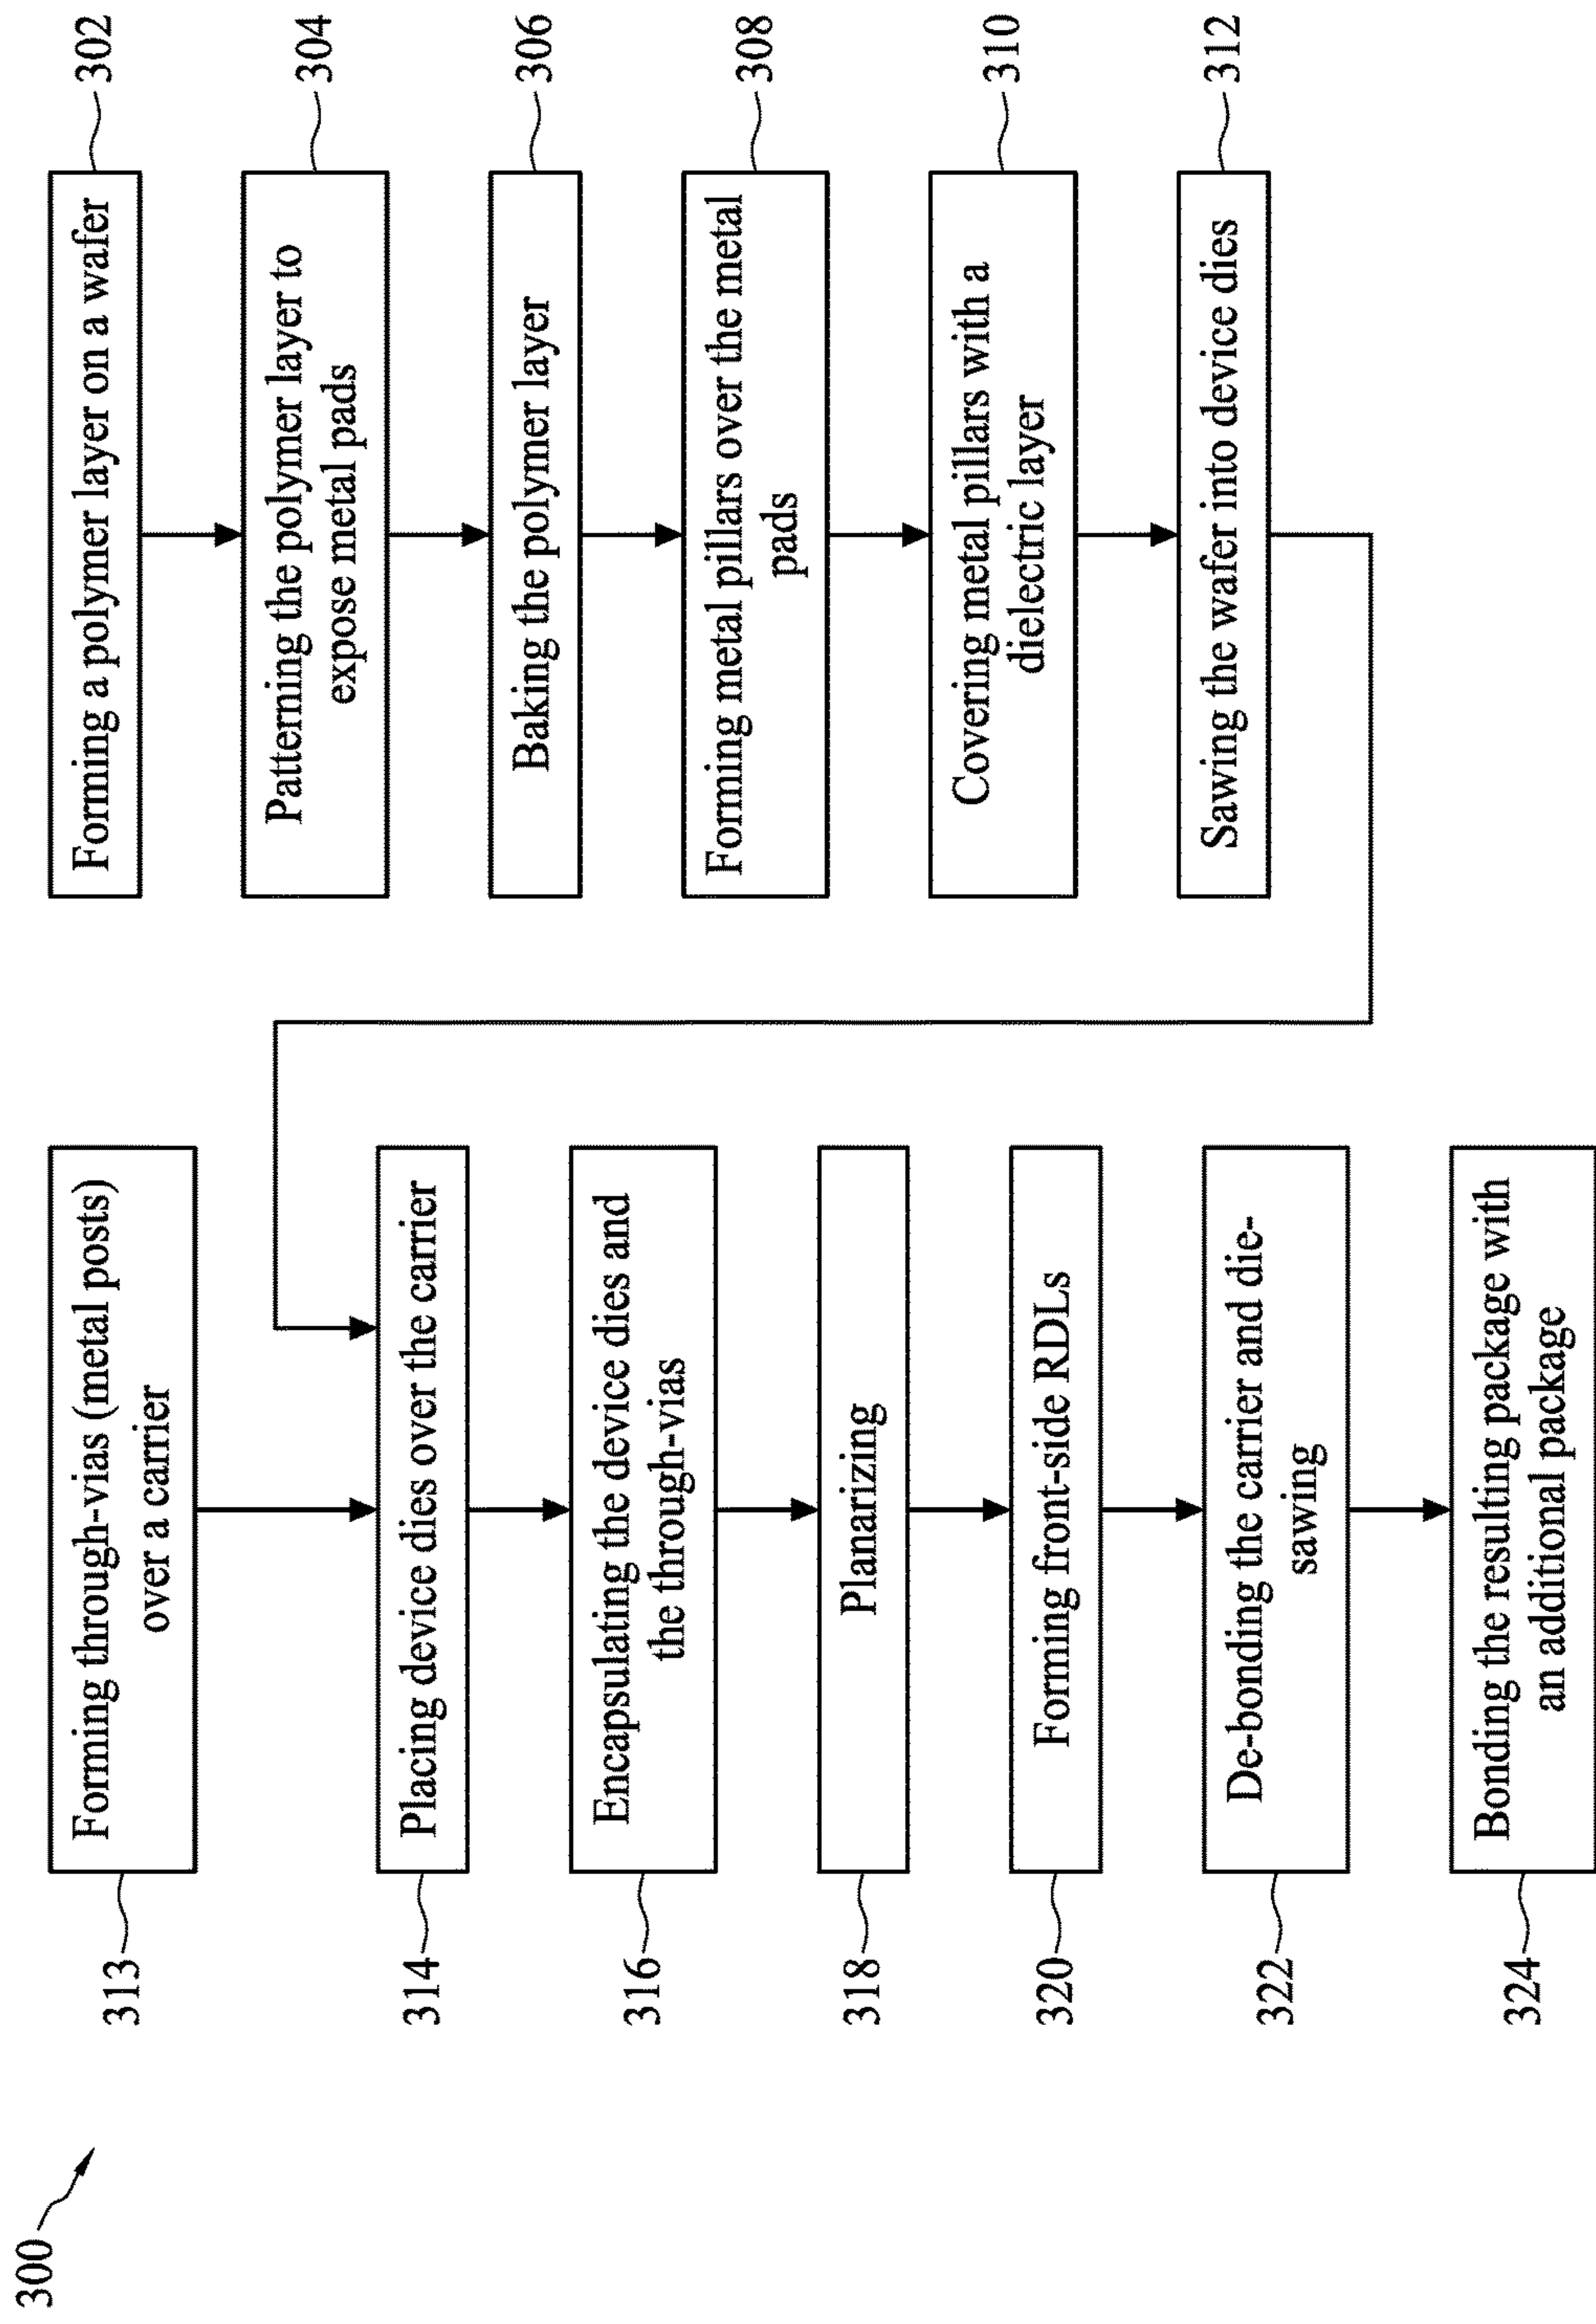 300
313
Forming through-vias (metal posts)
over a carrier
314
Placing device dies over the carrier
316
Encapsulating the device dies and
the through-vias
318
Planarizing
320
Forming front-side RDLs
322
De-bonding the carrier and die-
sawing
324
Bonding the resulting package with
an additional package
Forming a polymer layer on a wafer
302
Patterning the polymer layer to
expose metal pads
304
Baking the polymer layer
306
Forming metal pillars over the metal
pads
308
Covering metal pillars with a
dielectric layer
310
Sawing the wafer into device dies
312